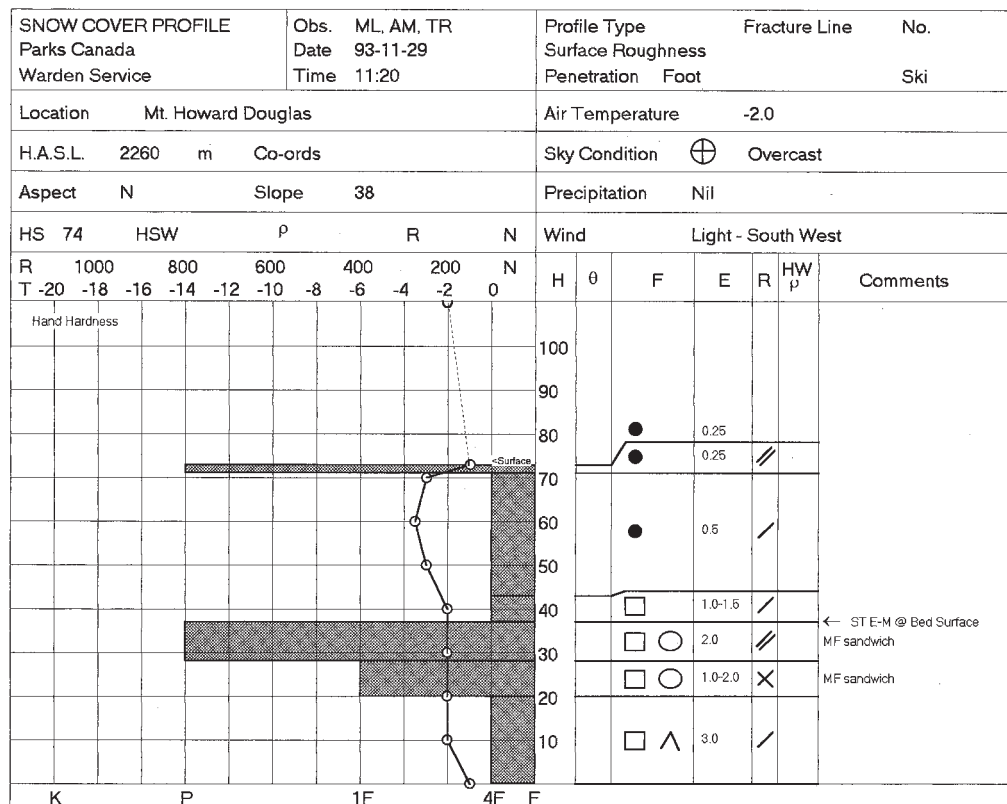 SNOW COVER PROFILE Obs. ML, AM, TR Profile Type Fracture Line No.
Parks Canada Date 93-11-29 Surface Roughness
Warden Service Time 11:20 Penetration Foot Ski
Location Mt. Howard Douglas Air Temperature -2.0
H.A.S.L. 2260 m Co-ords Sky Condition Overcast
Aspect N Slope 38 Precipitation Nil
HS 74 HSW ρ R N Wind Light - South West
R 1000 800 600 400 200 N H θ F E R HW ρ Comments
T -20 -18 -16 -14 -12 -10 -8 -6 -4 -2 0
Hand Hardness
100
90
80 0.25
<Surface 0.25
70
60 0.5
50
40 1.0-1.5
← ST E-M @ Bed Surface
30 2.0 MF sandwich
1.0-2.0 MF sandwich
20
10 3.0
K P 1F 4F F